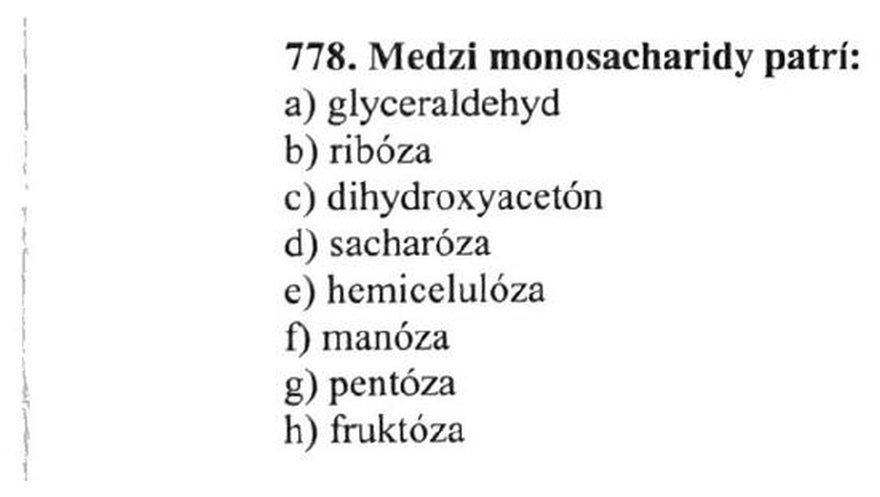 778. Medzi monosacharidy patrí:
a) glyceraldehyd
b) ribóza
c) dihydroxyacetón
d) sacharóza
e) hemicelulóza
f) manóza
g) pentóza
h) fruktóza